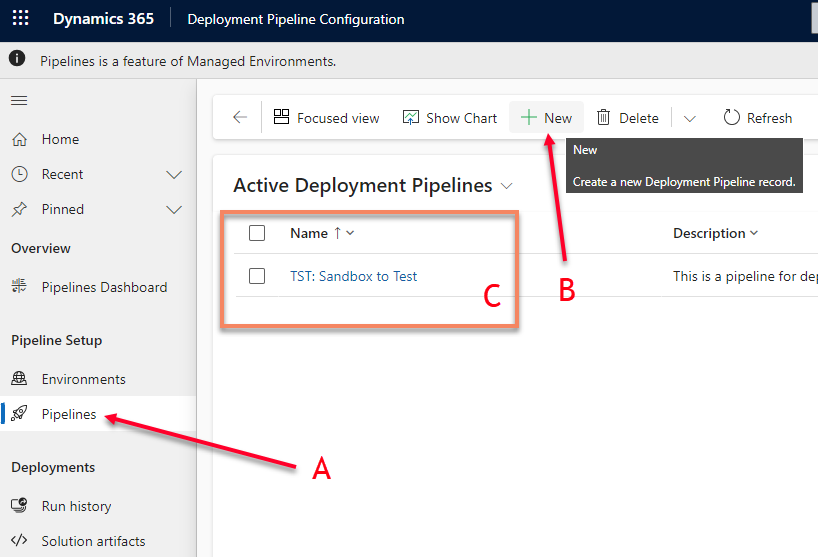 Dynamics 365 Deployment Pipeline Configuration
Pipelines is a feature of Managed Environments.
Home
Recent
Pinned
Overview
Pipelines Dashboard
Pipeline Setup
Environments
Pipelines
Deployments
Run history
Solution artifacts
Focused view Show Chart New Delete Refresh
New
Create a new Deployment Pipeline record.
Active Deployment Pipelines
Name ↑ Description
TST: Sandbox to Test This is a pipeline for dep
A
B
C